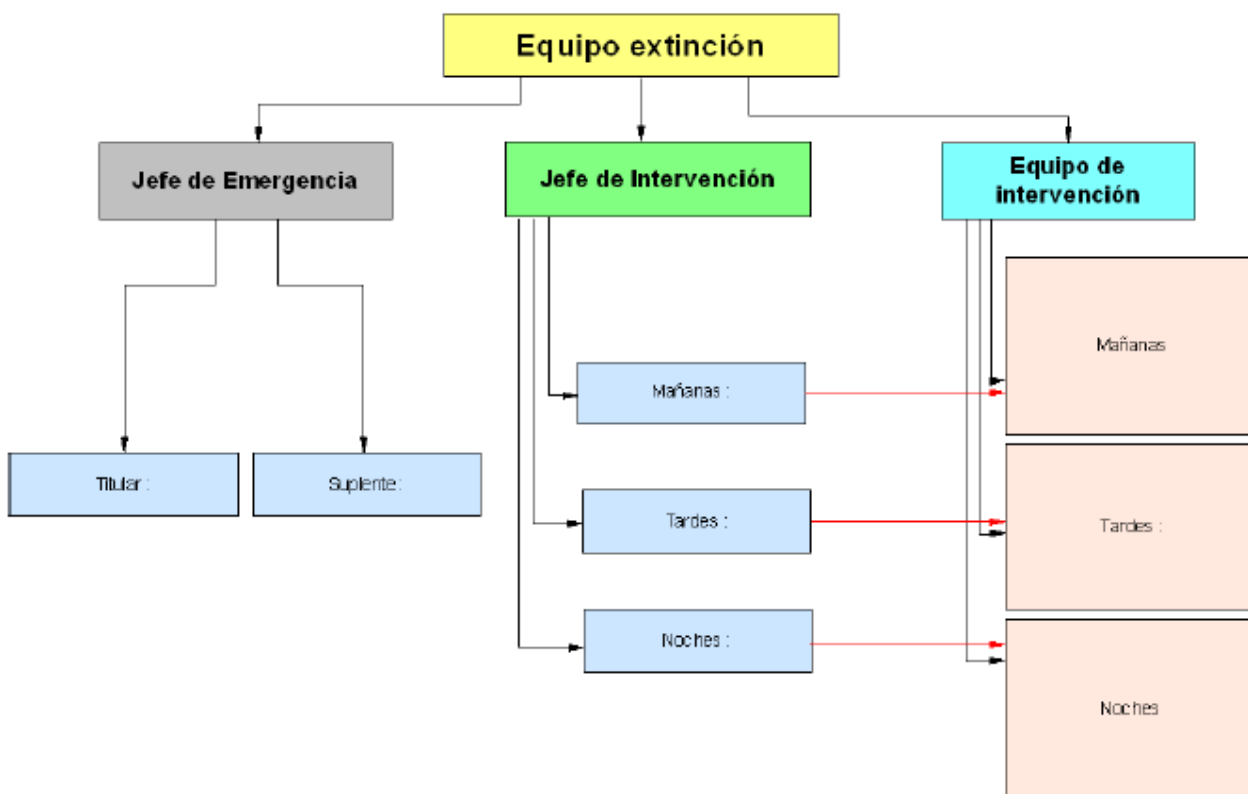 Equipo extinción
Jefe de Emergencia
Jefe de Intervención
Equipo de
intervención
Mañanas
Mañanas :
Titular :
Suplente:
Tardes :
Tardes :
Noches :
Noches